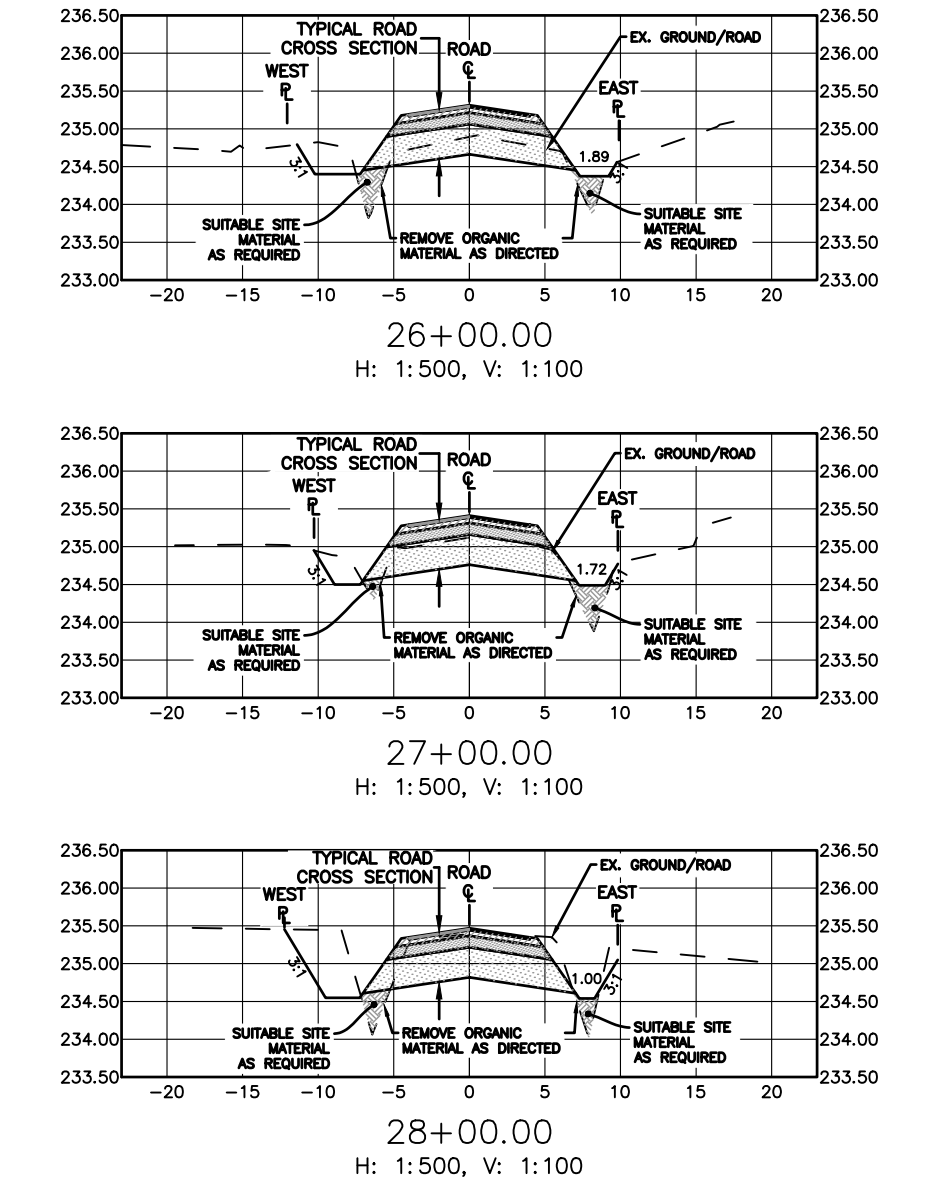 236.50 236.50
TYPICAL ROAD
CROSS SECTION
ROAD
℄
EX. GROUND/ROAD
236.00 236.00
WEST
PL
EAST
PL
235.50 235.50
235.00 235.00
1.89
3:1
3:1
234.50 234.50
234.00 234.00
SUITABLE SITE
MATERIAL
AS REQUIRED
REMOVE ORGANIC
MATERIAL AS DIRECTED
SUITABLE SITE
MATERIAL
AS REQUIRED
233.50 233.50
233.00 233.00
-20 -15 -10 -5 0 5 10 15 20
26+00.00
H: 1:500, V: 1:100
236.50 236.50
TYPICAL ROAD
CROSS SECTION
ROAD
℄
EX. GROUND/ROAD
236.00 236.00
WEST
PL
EAST
PL
235.50 235.50
235.00 235.00
1.72
3:1
3:1
234.50 234.50
234.00 234.00
SUITABLE SITE
MATERIAL
AS REQUIRED
REMOVE ORGANIC
MATERIAL AS DIRECTED
SUITABLE SITE
MATERIAL
AS REQUIRED
233.50 233.50
233.00 233.00
-20 -15 -10 -5 0 5 10 15 20
27+00.00
H: 1:500, V: 1:100
236.50 236.50
TYPICAL ROAD
CROSS SECTION
ROAD
℄
EX. GROUND/ROAD
236.00 236.00
WEST
PL
EAST
PL
235.50 235.50
235.00 235.00
3:1
1.00
3:1
234.50 234.50
234.00 234.00
SUITABLE SITE
MATERIAL
AS REQUIRED
REMOVE ORGANIC
MATERIAL AS DIRECTED
SUITABLE SITE
MATERIAL
AS REQUIRED
233.50 233.50
-20 -15 -10 -5 0 5 10 15 20
28+00.00
H: 1:500, V: 1:100